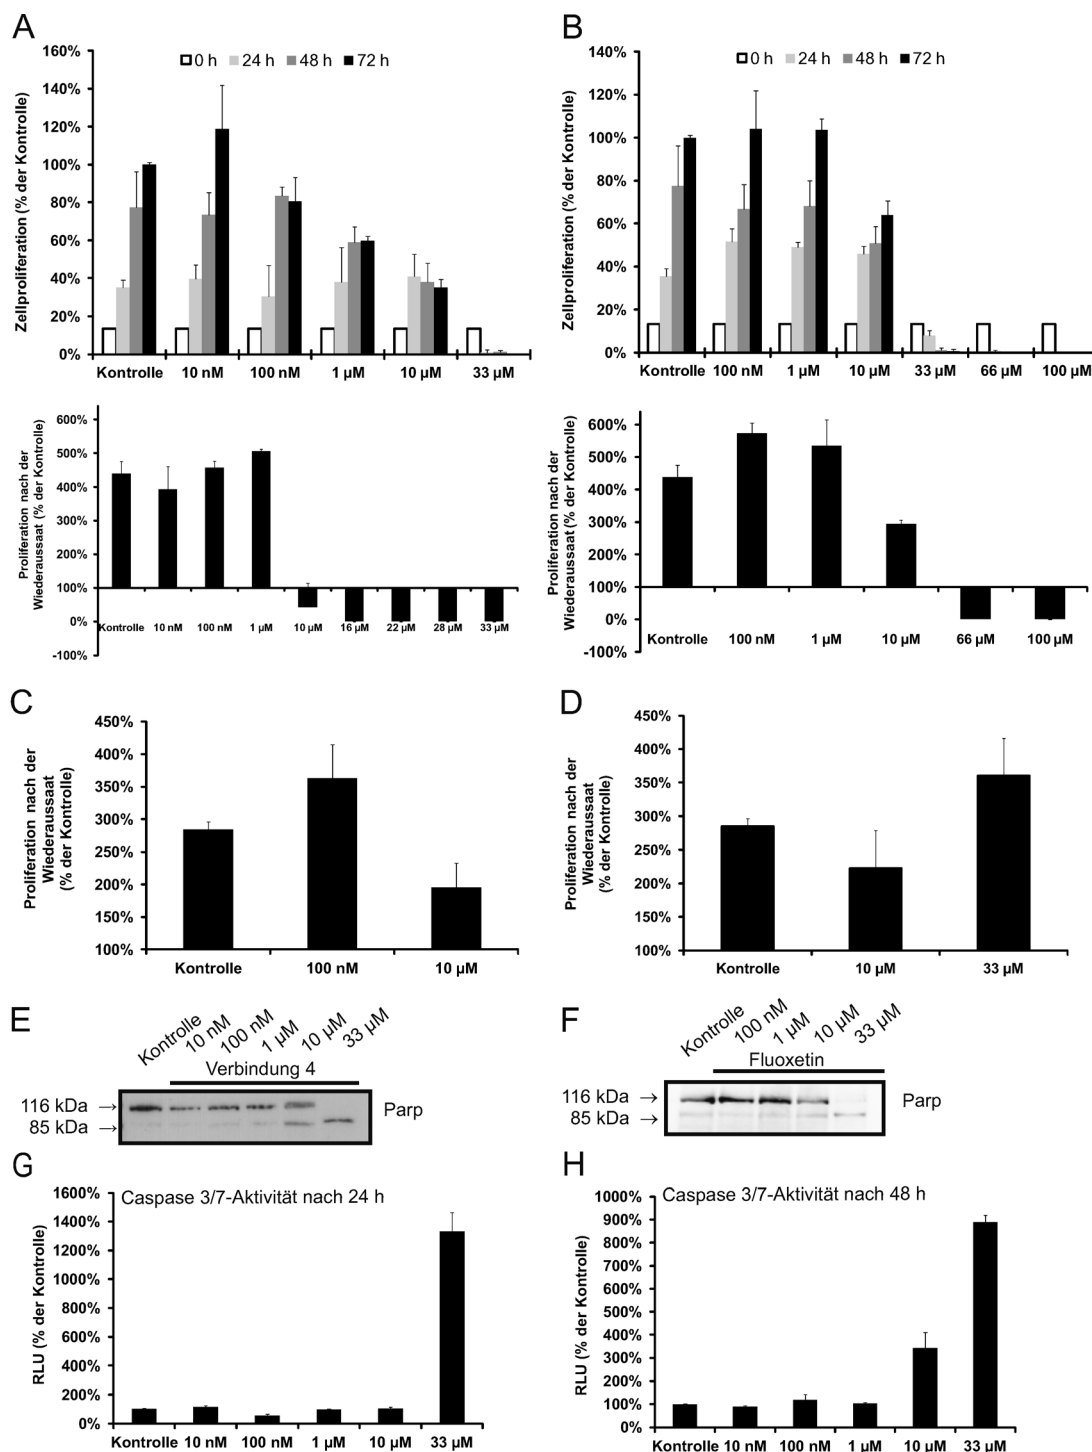 A
160%
140%
120%
100%
80%
60%
40%
20%
0%
Zellproliferation (% der Kontrolle)
0 h 24 h 48 h 72 h
Kontrolle 10 nM 100 nM 1 µM 10 µM 33 µM
600%
500%
400%
300%
200%
100%
0%
-100%
Proliferation nach der
Wiederaussaat (% der Kontrolle)
Kontrolle 10 nM 100 nM 1 µM 10 µM 16 µM 22 µM 28 µM 33 µM
B
140%
120%
100%
80%
60%
40%
20%
0%
Zellproliferation (% der Kontrolle)
0 h 24 h 48 h 72 h
Kontrolle 100 nM 1 µM 10 µM 33 µM 66 µM 100 µM
600%
500%
400%
300%
200%
100%
0%
-100%
Proliferation nach der
Wiederaussaat (% der Kontrolle)
Kontrolle 100 nM 1 µM 10 µM 66 µM 100 µM
C
450%
400%
350%
300%
250%
200%
150%
100%
Proliferation nach der
Wiederaussaat
(% der Kontrolle)
Kontrolle 100 nM 10 µM
D
450%
400%
350%
300%
250%
200%
150%
100%
Proliferation nach der
Wiederaussaat
(% der Kontrolle)
Kontrolle 10 µM 33 µM
E
Kontrolle 10 nM 100 nM 1 µM 10 µM 33 µM
Verbindung 4
116 kDa →
85 kDa →
Parp
F
Kontrolle 100 nM 1 µM 10 µM 33 µM
Fluoxetin
116 kDa →
85 kDa →
Parp
G
Caspase 3/7-Aktivität nach 24 h
1600%
1400%
1200%
1000%
800%
600%
400%
200%
0%
RLU (% der Kontrolle)
Kontrolle 10 nM 100 nM 1 µM 10 µM 33 µM
H
Caspase 3/7-Aktivität nach 48 h
1000%
900%
800%
700%
600%
500%
400%
300%
200%
100%
0%
RLU (% der Kontrolle)
Kontrolle 10 nM 100 nM 1 µM 10 µM 33 µM